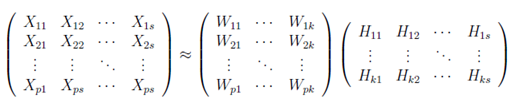 X11 X12 ⋯ X1s ≈ W11 ⋯ W1k H11 H12 ⋯ H1s
X21 X22 ⋯ X2s W21 ⋯ W2k
⋮ ⋮ ⋱ ⋮ ⋮ ⋱ ⋮ ⋮ ⋮ ⋱ ⋮
Xp1 Xps ⋯ Xps Wp1 ⋯ Wpk Hk1 Hk2 ⋯ Hks